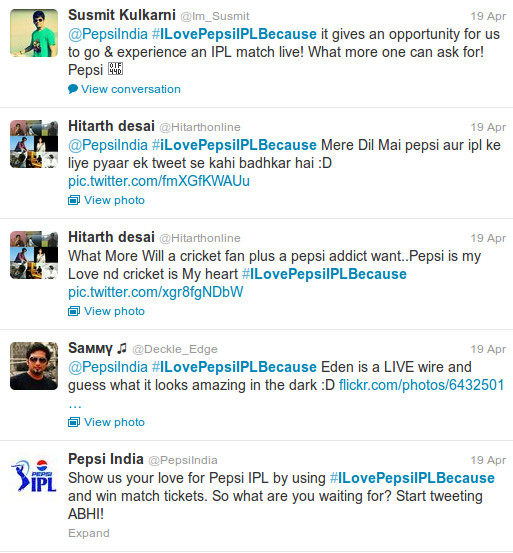 Susmit Kulkarni @Im_Susmit 19 Apr
@PepsiIndia #ILovePepsiIPLBecause it gives an opportunity for us
to go & experience an IPL match live! What more one can ask for!
Pepsi
View conversation
Hitarth desai @Hitarthonline 19 Apr
@PepsiIndia #iLovePepsiIPLBecause Mere Dil Mai pepsi aur ipl ke
liye pyaar ek tweet se kahi badhkar hai :D
pic.twitter.com/fmXGfKWAUu
View photo
Hitarth desai @Hitarthonline 19 Apr
What More Will a cricket fan plus a pepsi addict want..Pepsi is my
Love nd cricket is My heart #ILovePepsiIPLBecause
pic.twitter.com/xgr8fgNDbW
View photo
Sᴀᴍᴍʏ ♫ @Deckle_Edge 19 Apr
@PepsiIndia #ILovePepsiIPLBecause Eden is a LIVE wire and
guess what it looks amazing in the dark :D flickr.com/photos/6432501
…
View photo
Pepsi India @PepsiIndia 19 Apr
Show us your love for Pepsi IPL by using #ILovePepsiIPLBecause
and win match tickets. So what are you waiting for? Start tweeting
ABHI!
Expand
PEPSI
IPL